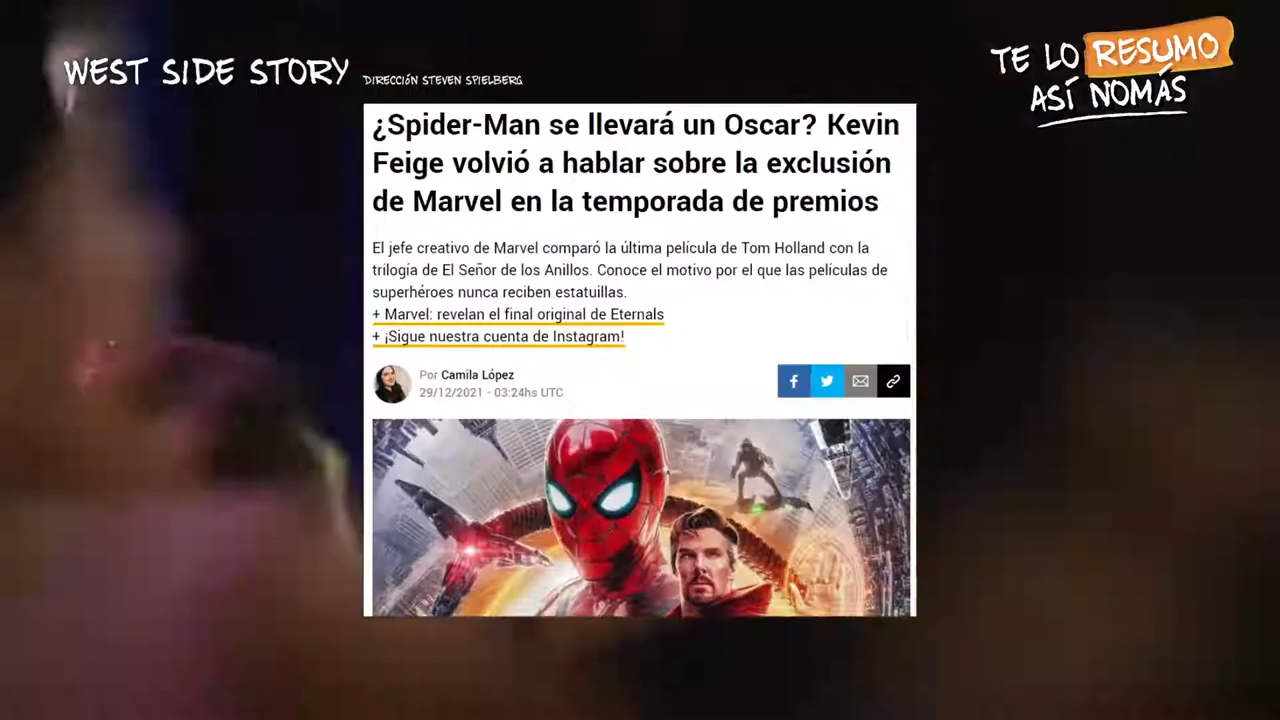 WEST SIDE STORY DIRECCIÓN STEVEN SPIELBERG
TE LO RESUMO
ASÍ NOMÁS
¿Spider-Man se llevará un Oscar? Kevin
Feige volvió a hablar sobre la exclusión
de Marvel en la temporada de premios
El jefe creativo de Marvel comparó la última película de Tom Holland con la
trilogía de El Señor de los Anillos. Conoce el motivo por el que las películas de
superhéroes nunca reciben estatuillas.
+ Marvel: revelan el final original de Eternals
+ ¡Sigue nuestra cuenta de Instagram!
Por Camila López
29/12/2021 - 03:24hs UTC